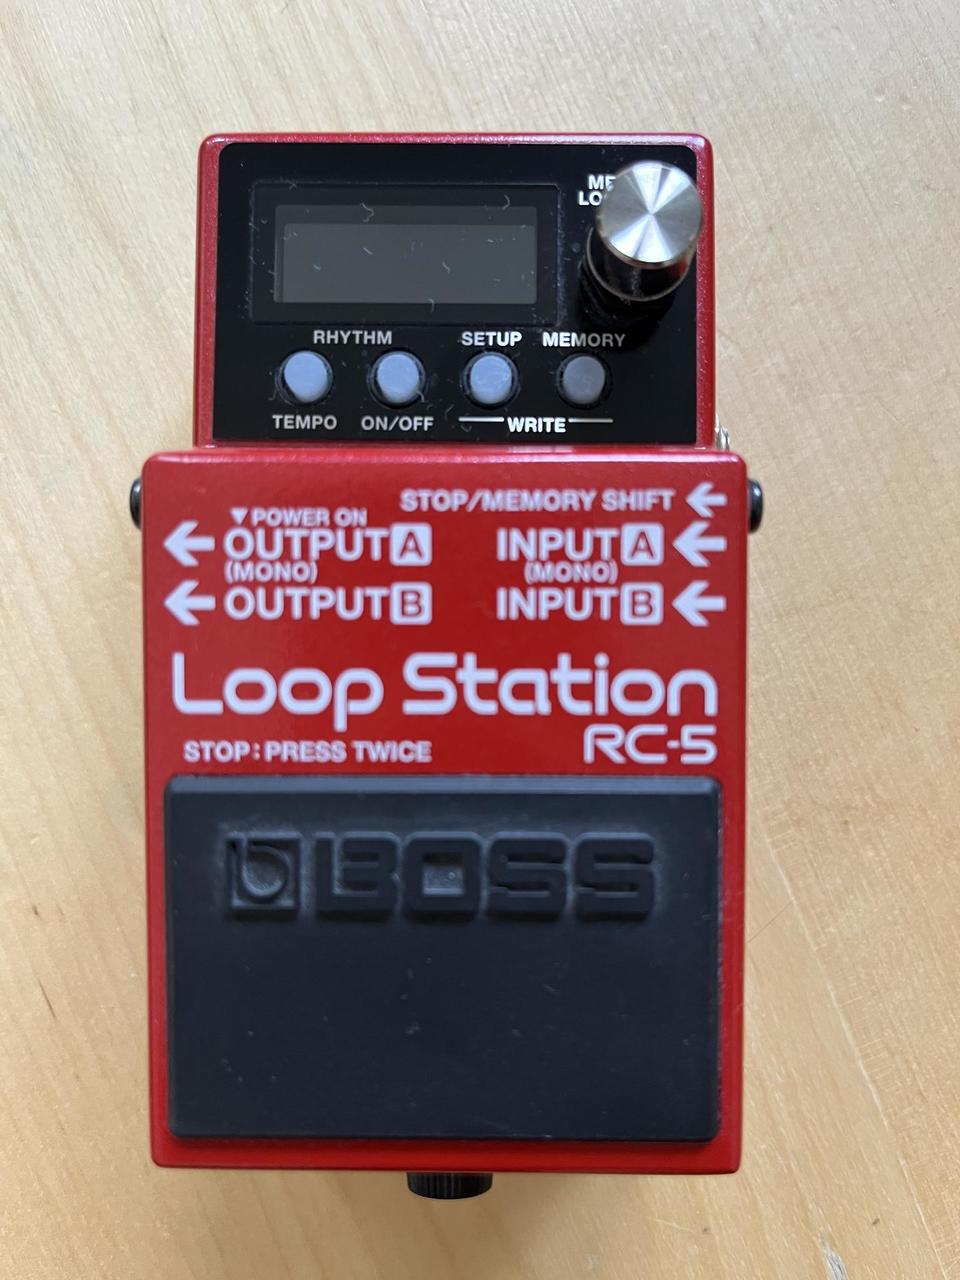 RHYTHM SETUP MEMORY
TEMPO ON/OFF WRITE
STOP/MEMORY SHIFT ←
▼POWER ON
← OUTPUT A INPUT A ←
(MONO) (MONO)
← OUTPUT B INPUT B ←
Loop Station
STOP:PRESS TWICE RC-5
BOSS